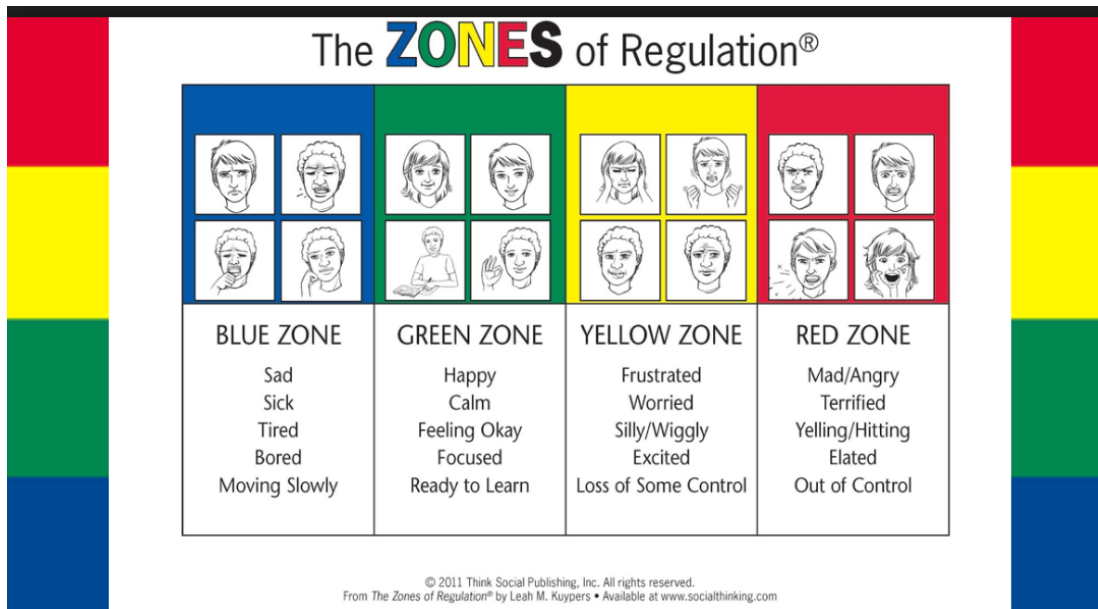 The ZONES of Regulation®
BLUE ZONE
Sad
Sick
Tired
Bored
Moving Slowly
GREEN ZONE
Happy
Calm
Feeling Okay
Focused
Ready to Learn
YELLOW ZONE
Frustrated
Worried
Silly/Wiggly
Excited
Loss of Some Control
RED ZONE
Mad/Angry
Terrified
Yelling/Hitting
Elated
Out of Control
© 2011 Think Social Publishing, Inc. All rights reserved.
From The Zones of Regulation® by Leah M. Kuypers • Available at www.socialthinking.com